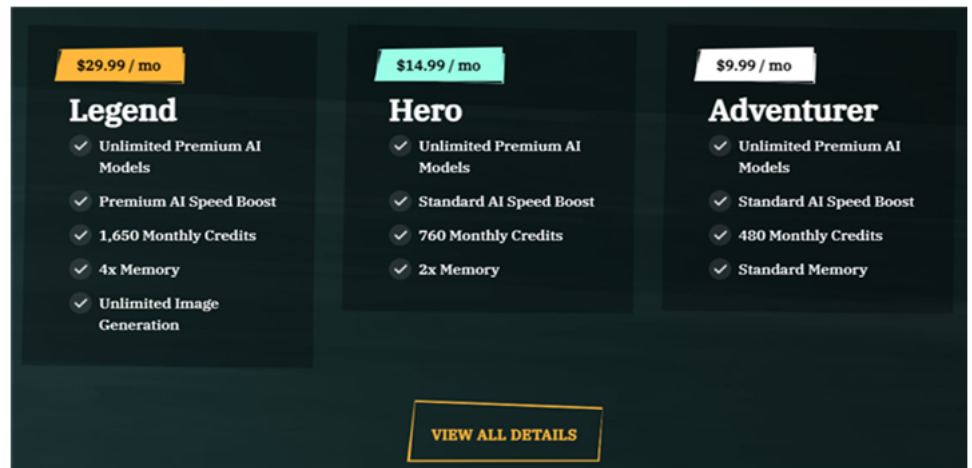 $29.99 / mo
Legend
Unlimited Premium AI
Models
Premium AI Speed Boost
1,650 Monthly Credits
4x Memory
Unlimited Image
Generation
$14.99 / mo
Hero
Unlimited Premium AI
Models
Standard AI Speed Boost
760 Monthly Credits
2x Memory
$9.99 / mo
Adventurer
Unlimited Premium AI
Models
Standard AI Speed Boost
480 Monthly Credits
Standard Memory
VIEW ALL DETAILS